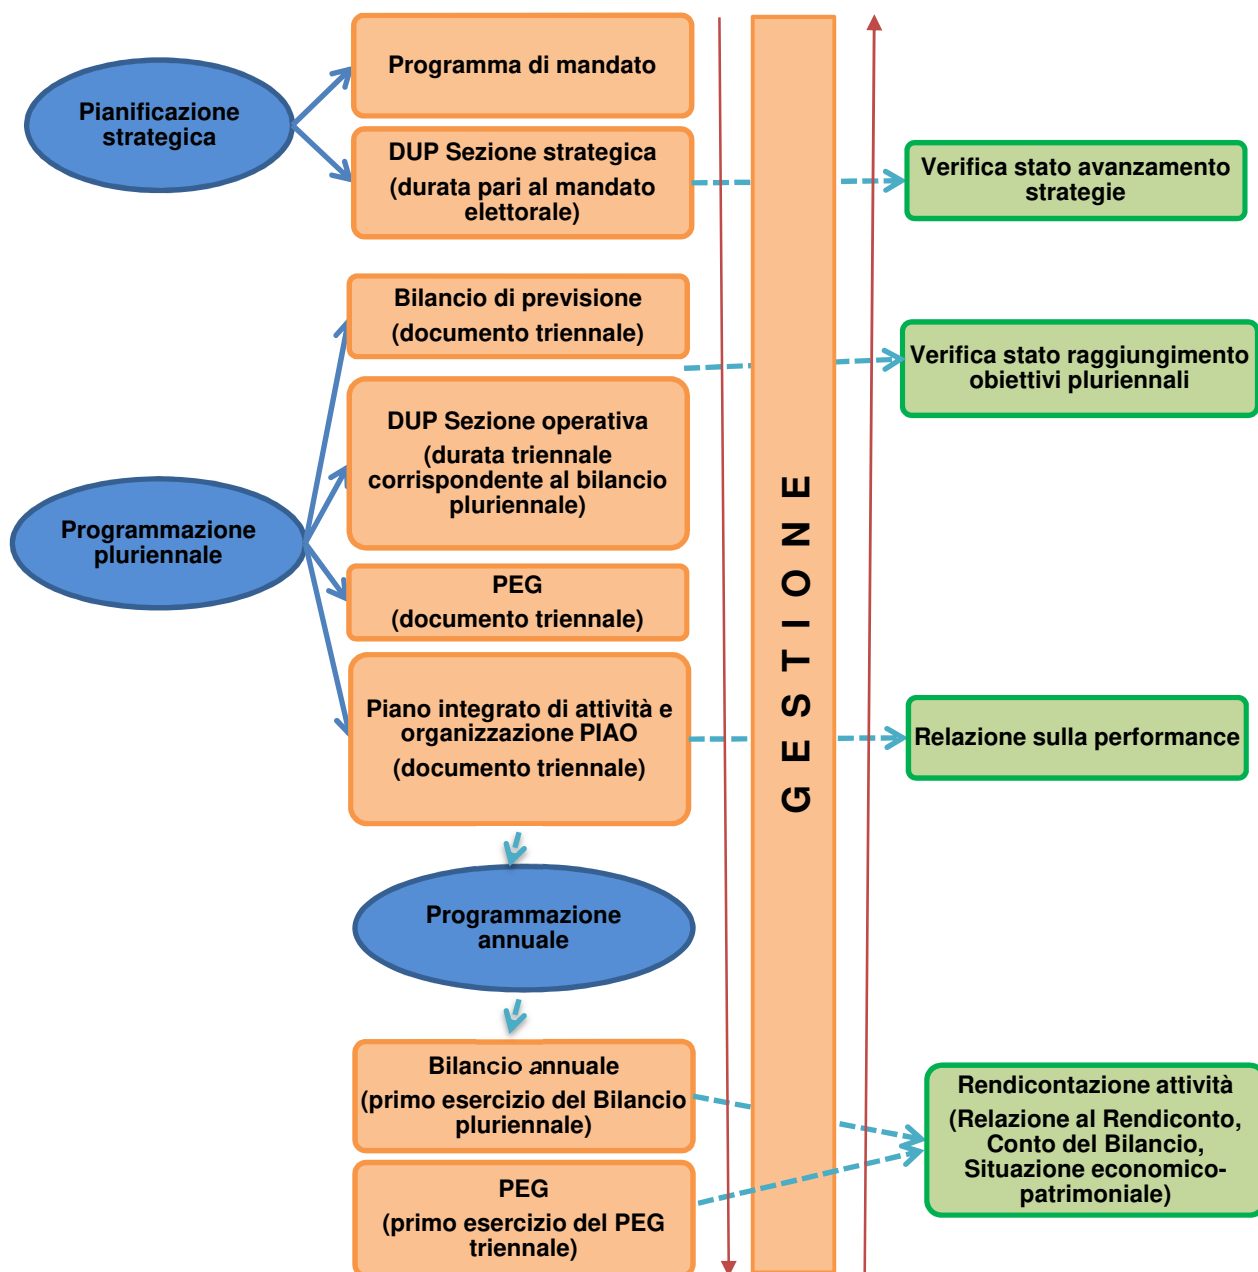 Pianificazione
strategica
Programma di mandato
DUP Sezione strategica
(durata pari al mandato
elettorale)
Verifica stato avanzamento
strategie
Programmazione
pluriennale
Bilancio di previsione
(documento triennale)
DUP Sezione operativa
(durata triennale
corrispondente al bilancio
pluriennale)
PEG
(documento triennale)
Piano integrato di attività e
organizzazione PIAO
(documento triennale)
Verifica stato raggiungimento
obiettivi pluriennali
Relazione sulla performance
GESTIONE
Programmazione
annuale
Bilancio annuale
(primo esercizio del Bilancio
pluriennale)
PEG
(primo esercizio del PEG
triennale)
Rendicontazione attività
(Relazione al Rendiconto,
Conto del Bilancio,
Situazione economico-
patrimoniale)